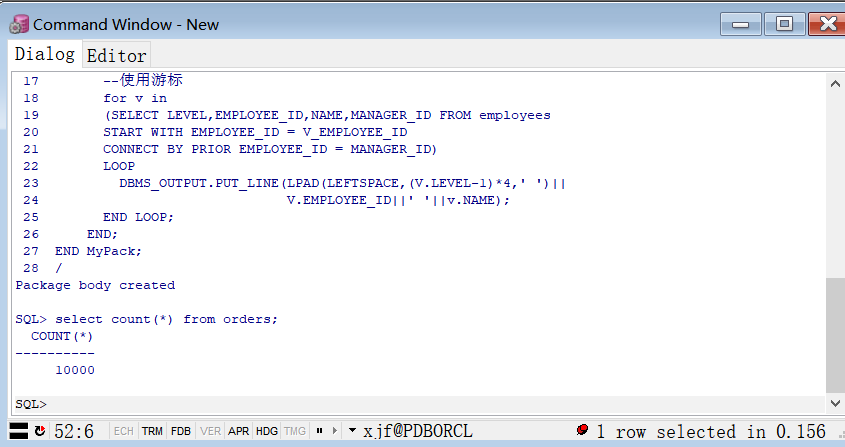 Command Window - New
Dialog Editor
17 --使用游标
18 for v in
19 (SELECT LEVEL,EMPLOYEE_ID,NAME,MANAGER_ID FROM employees
20 START WITH EMPLOYEE_ID = V_EMPLOYEE_ID
21 CONNECT BY PRIOR EMPLOYEE_ID = MANAGER_ID)
22 LOOP
23 DBMS_OUTPUT.PUT_LINE(LPAD(LEFTSPACE,(V.LEVEL-1)*4,' ')||
24 V.EMPLOYEE_ID||' '||v.NAME);
25 END LOOP;
26 END;
27 END MyPack;
28 /
Package body created
SQL> select count(*) from orders;
COUNT(*)
----------
10000
SQL>
52:6 ECH TRM FDB VER APR HDG TMG xjf@PDBORCL 1 row selected in 0.156